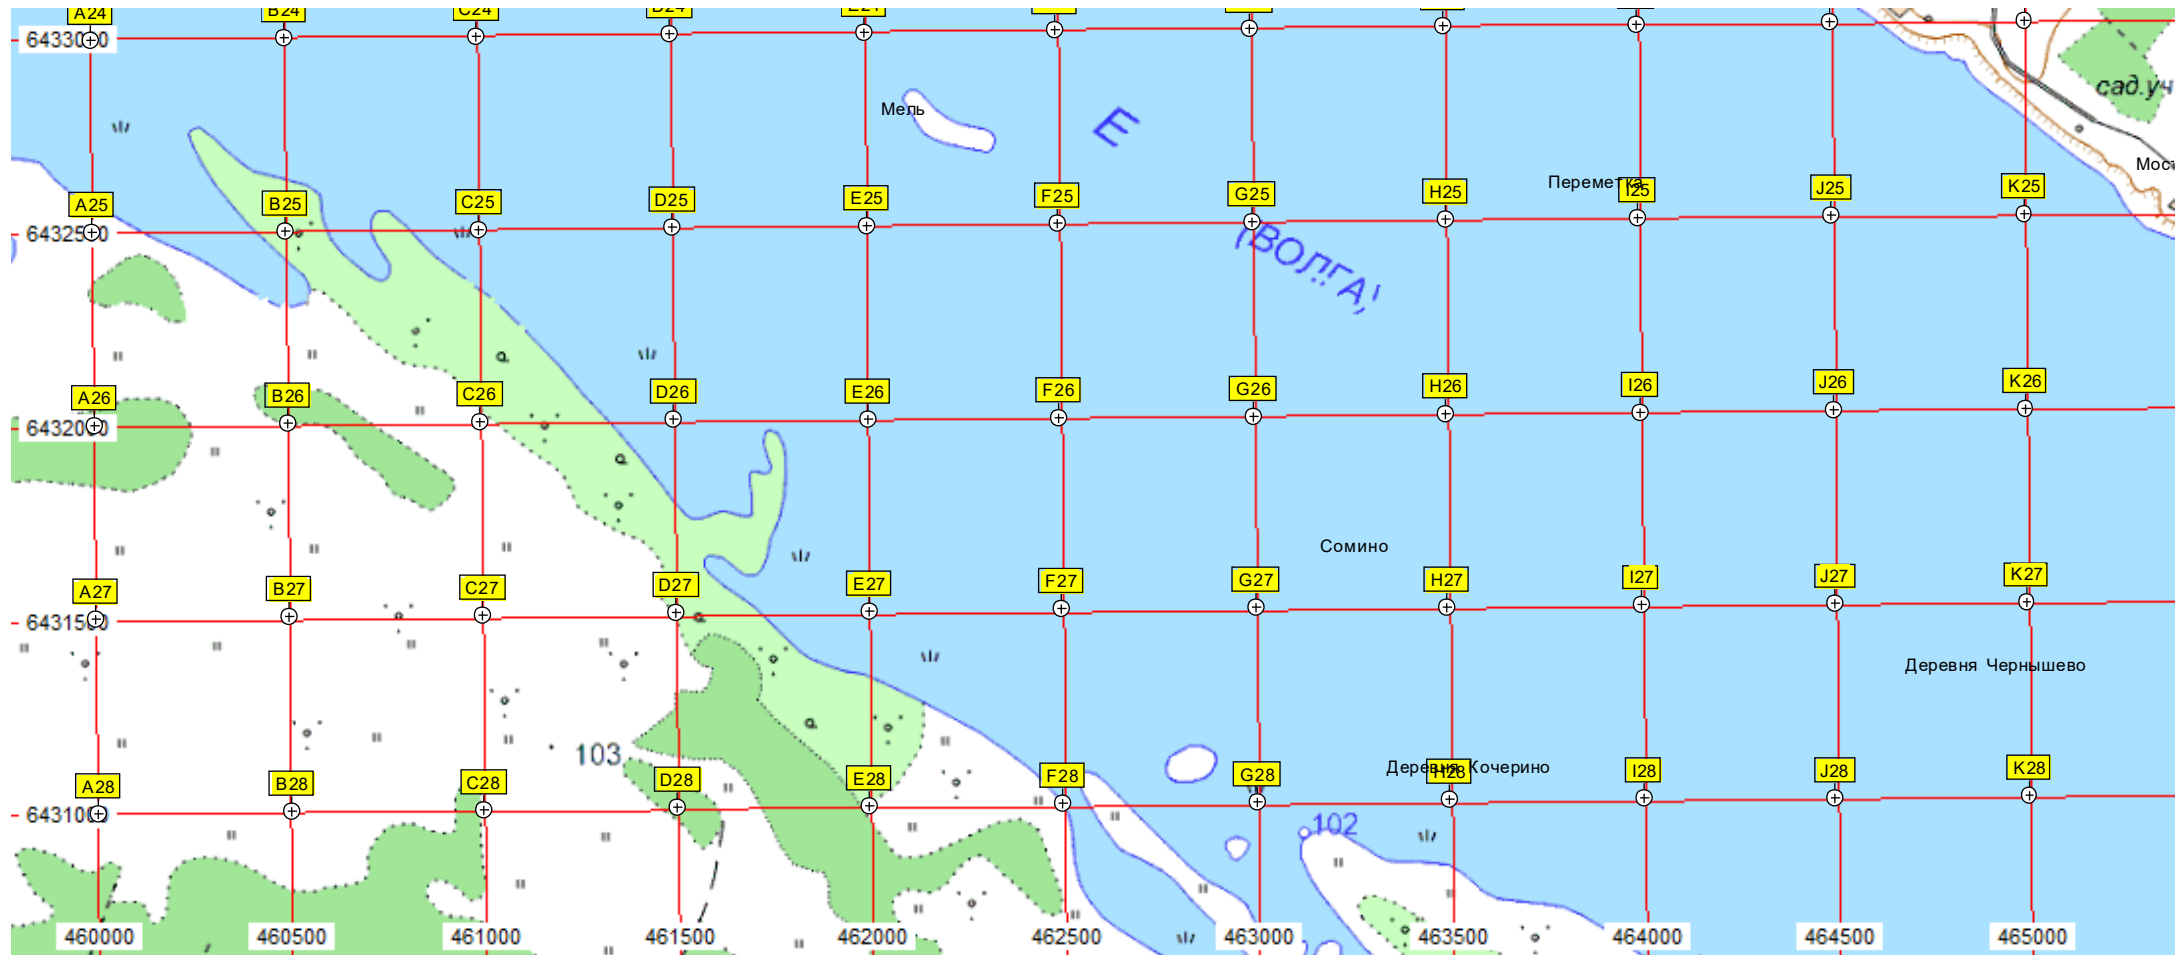 A24 B24 C24 D24
6433000
Мель
Е
сад.уч
Переметка
A25 B25 C25 D25 E25 F25 G25 H25 I25 J25 K25
6432500
(ВОЛГА)
A26 B26 C26 D26 E26 F26 G26 H26 I26 J26 K26
6432000
Сомино
A27 B27 C27 D27 E27 F27 G27 H27 I27 J27 K27
6431500
Деревня Чернышево
103
Деревня Кочерино
A28 B28 C28 D28 E28 F28 G28 H28 I28 J28 K28
6431000
102
460000 460500 461000 461500 462000 462500 463000 463500 464000 464500 465000